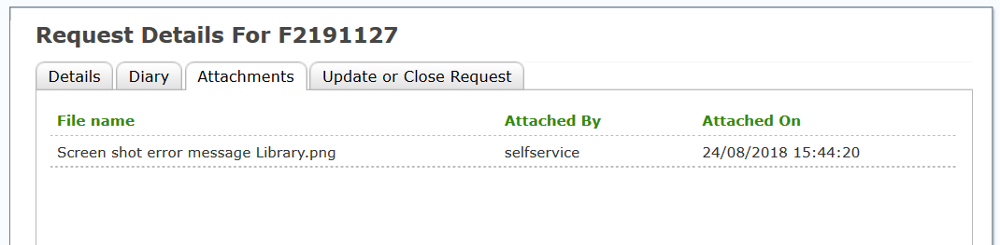 Request Details For F2191127
Details Diary Attachments Update or Close Request
File name Attached By Attached On
Screen shot error message Library.png selfservice 24/08/2018 15:44:20